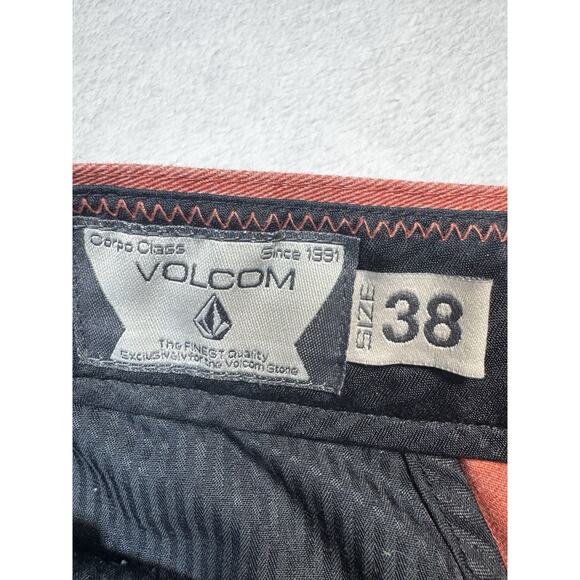 Corpo Class Since 1991
VOLCOM
The FINEST Quality
Exclusively for the Volcom Stone
SIZE 38